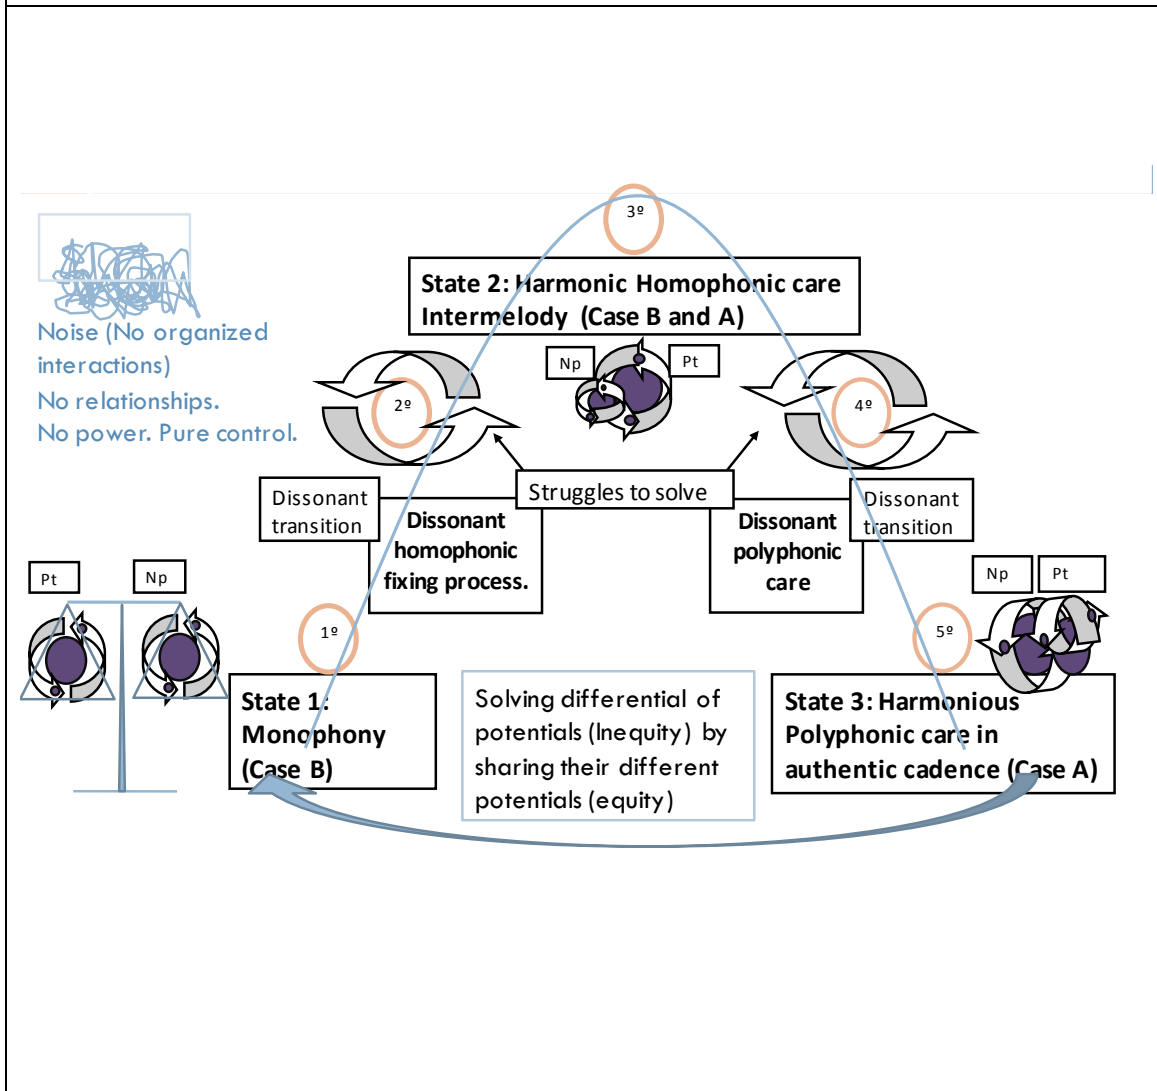 3º
State 2: Harmonic Homophonic care
Intermelody (Case B and A)
Noise (No organized
interactions)
No relationships.
No power. Pure control.
Np
Pt
2º
4º
Struggles to solve
Dissonant
transition
Dissonant
homophonic
fixing process.
Dissonant
polyphonic
care
Dissonant
transition
Pt
Np
Np
Pt
1º
5º
State 1:
Monophony
(Case B)
Solving differential of
potentials (Inequity) by
sharing their different
potentials (equity)
State 3: Harmonious
Polyphonic care in
authentic cadence (Case A)